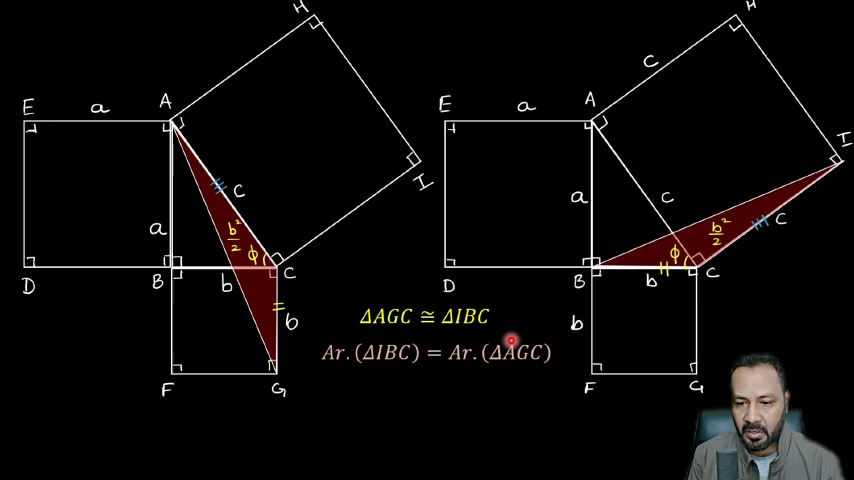 H
E a A
c
a
b²/2
φ
I
D B b C
b
F G
H
c
E a A
I
a
c
b²/2
c
φ
D B b C
b
F G
ΔAGC ≅ ΔIBC
Ar.(ΔIBC) = Ar.(ΔAGC)